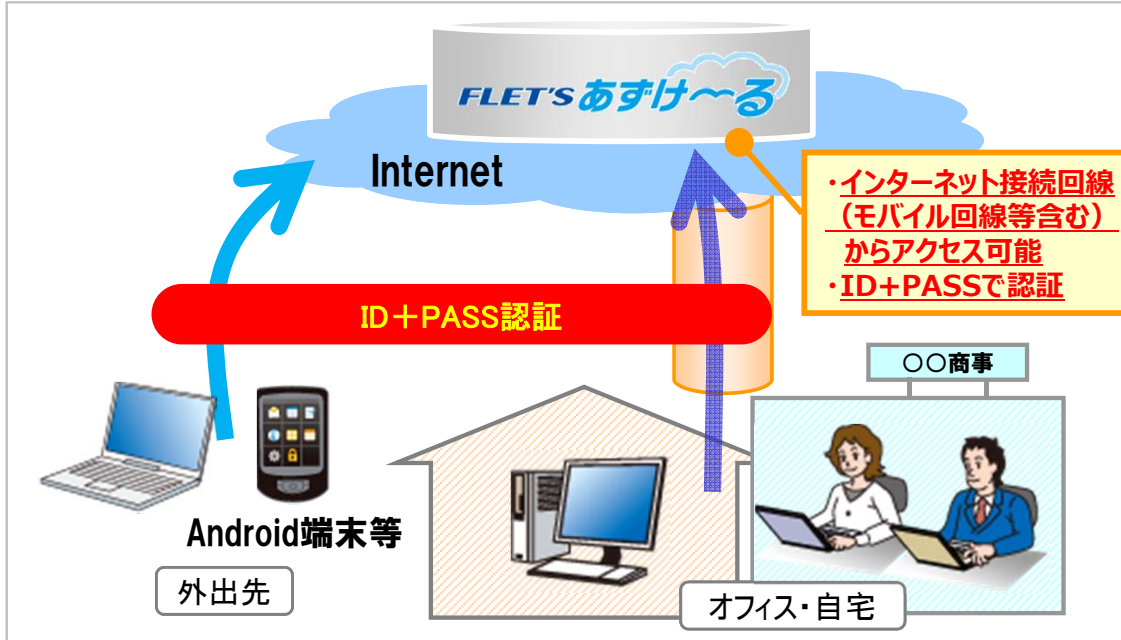 FLET'Sあずけ〜る
Internet
・インターネット接続回線
（モバイル回線等含む）
からアクセス可能
・ID+PASSで認証
ID＋PASS認証
〇〇商事
Android端末等
外出先
オフィス・自宅